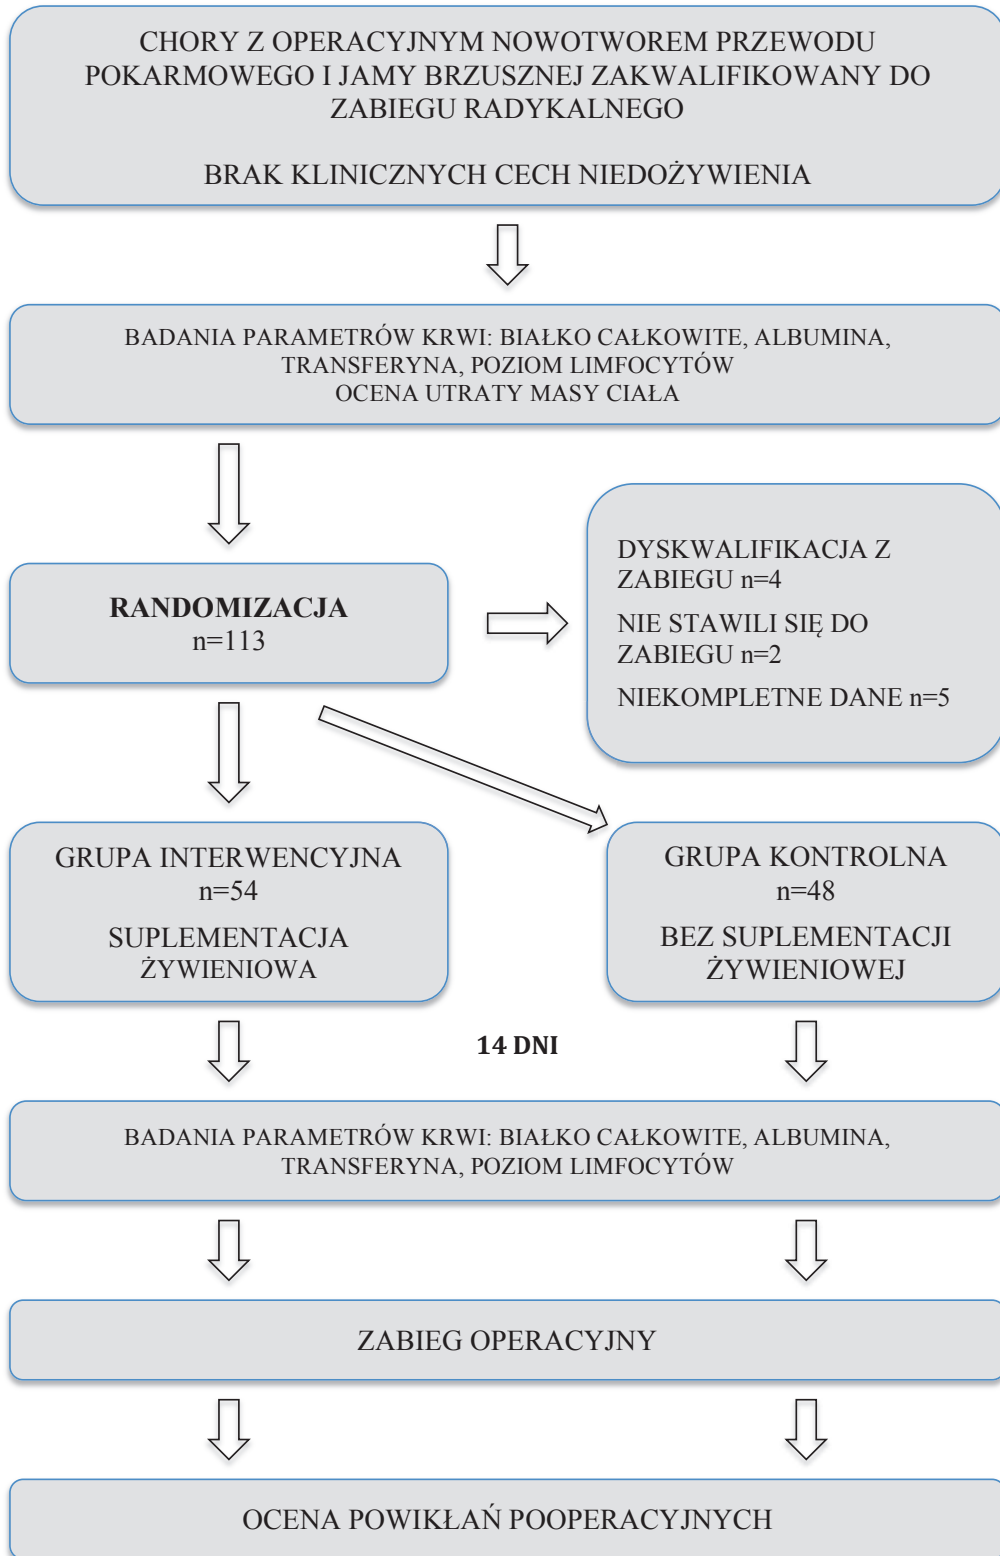 CHORY Z OPERACYJNYM NOWOTWOREM PRZEWODU
POKARMOWEGO I JAMY BRZUSZNEJ ZAKWALIFIKOWANY DO
ZABIEGU RADYKALNEGO
BRAK KLINICZNYCH CECH NIEDOŻYWIENIA
BADANIA PARAMETRÓW KRWI: BIAŁKO CAŁKOWITE, ALBUMINA,
TRANSFERYNA, POZIOM LIMFOCYTÓW
OCENA UTRATY MASY CIAŁA
RANDOMIZACJA
n=113
DYSKWALIFIKACJA Z
ZABIEGU n=4
NIE STAWILI SIĘ DO
ZABIEGU n=2
NIEKOMPLETNE DANE n=5
GRUPA INTERWENCYJNA
n=54
SUPLEMENTACJA
ŻYWIENIOWA
GRUPA KONTROLNA
n=48
BEZ SUPLEMENTACJI
ŻYWIENIOWEJ
14 DNI
BADANIA PARAMETRÓW KRWI: BIAŁKO CAŁKOWITE, ALBUMINA,
TRANSFERYNA, POZIOM LIMFOCYTÓW
ZABIEG OPERACYJNY
OCENA POWIKŁAŃ POOPERACYJNYCH